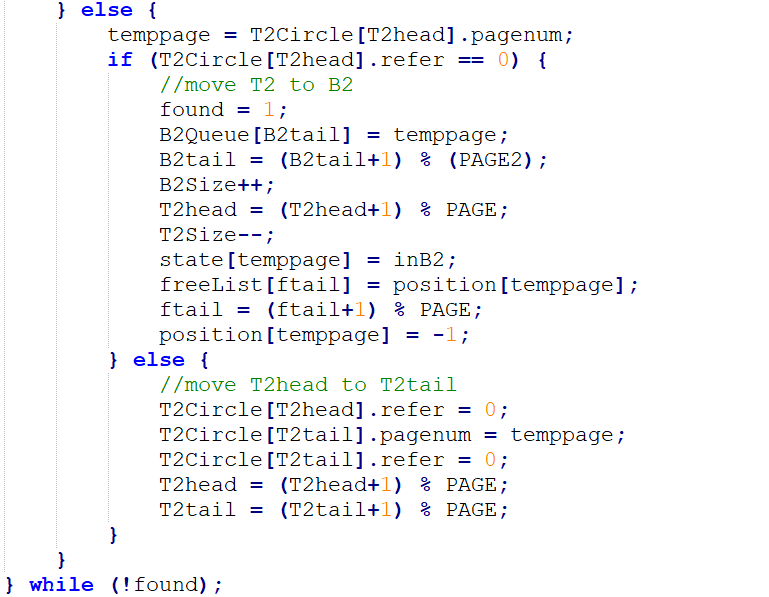 } else {
temppage = T2Circle[T2head].pagenum;
if (T2Circle[T2head].refer == 0) {
//move T2 to B2
found = 1;
B2Queue[B2tail] = temppage;
B2tail = (B2tail+1) % (PAGE2);
B2Size++;
T2head = (T2head+1) % PAGE;
T2Size--;
state[temppage] = inB2;
freeList[ftail] = position[temppage];
ftail = (ftail+1) % PAGE;
position[temppage] = -1;
} else {
//move T2head to T2tail
T2Circle[T2head].refer = 0;
T2Circle[T2tail].pagenum = temppage;
T2Circle[T2tail].refer = 0;
T2head = (T2head+1) % PAGE;
T2tail = (T2tail+1) % PAGE;
}
}
} while (!found);